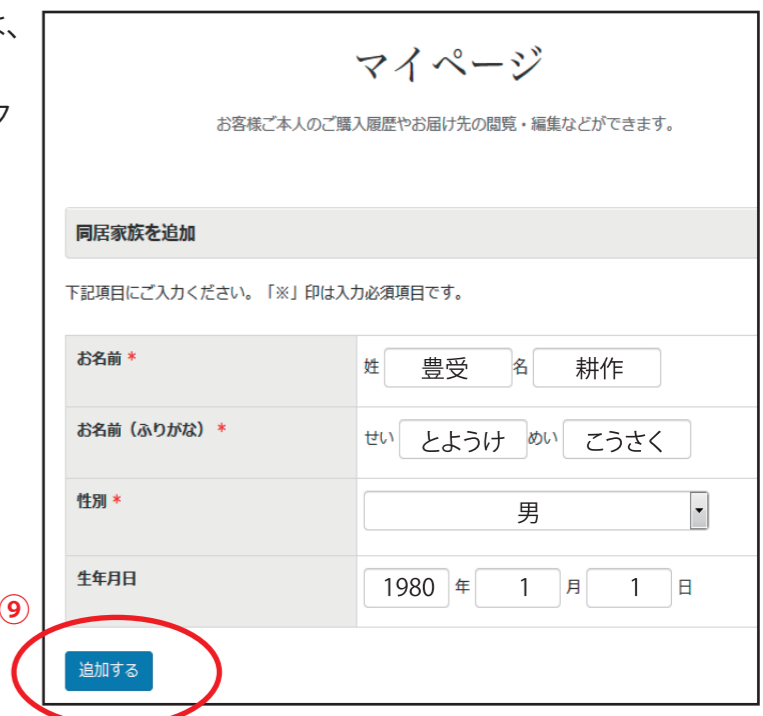 は、
ク
マイページ
お客様ご本人のご購入履歴やお届け先の閲覧・編集などができます。
同居家族を追加
下記項目にご入力ください。「※」印は入力必須項目です。
お名前 * 姓 豊受 名 耕作
お名前（ふりがな） * せい とようけ めい こうさく
性別 * 男
生年月日 1980 年 1 月 1 日
⑨
追加する